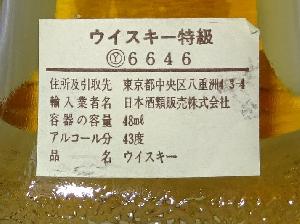 ウイスキー特級
Ⓨ6646
住所及引取先 東京都中央区八重洲4-3-4
輸入業者名 日本酒類販売株式会社
容器の容量 48ml
アルコール分 43度
品名 ウイスキー